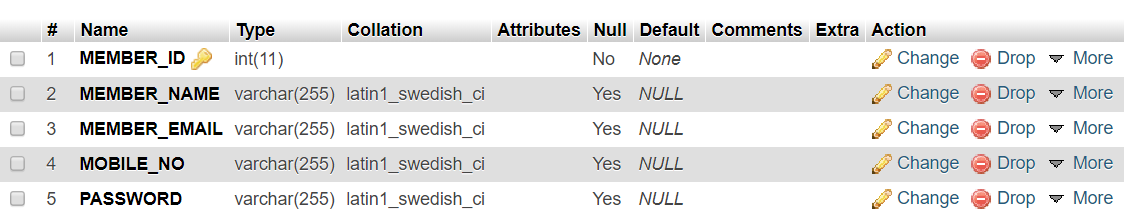 # Name Type Collation Attributes Null Default Comments Extra Action
1 MEMBER_ID int(11) No None Change Drop More
2 MEMBER_NAME varchar(255) latin1_swedish_ci Yes NULL Change Drop More
3 MEMBER_EMAIL varchar(255) latin1_swedish_ci Yes NULL Change Drop More
4 MOBILE_NO varchar(255) latin1_swedish_ci Yes NULL Change Drop More
5 PASSWORD varchar(255) latin1_swedish_ci Yes NULL Change Drop More